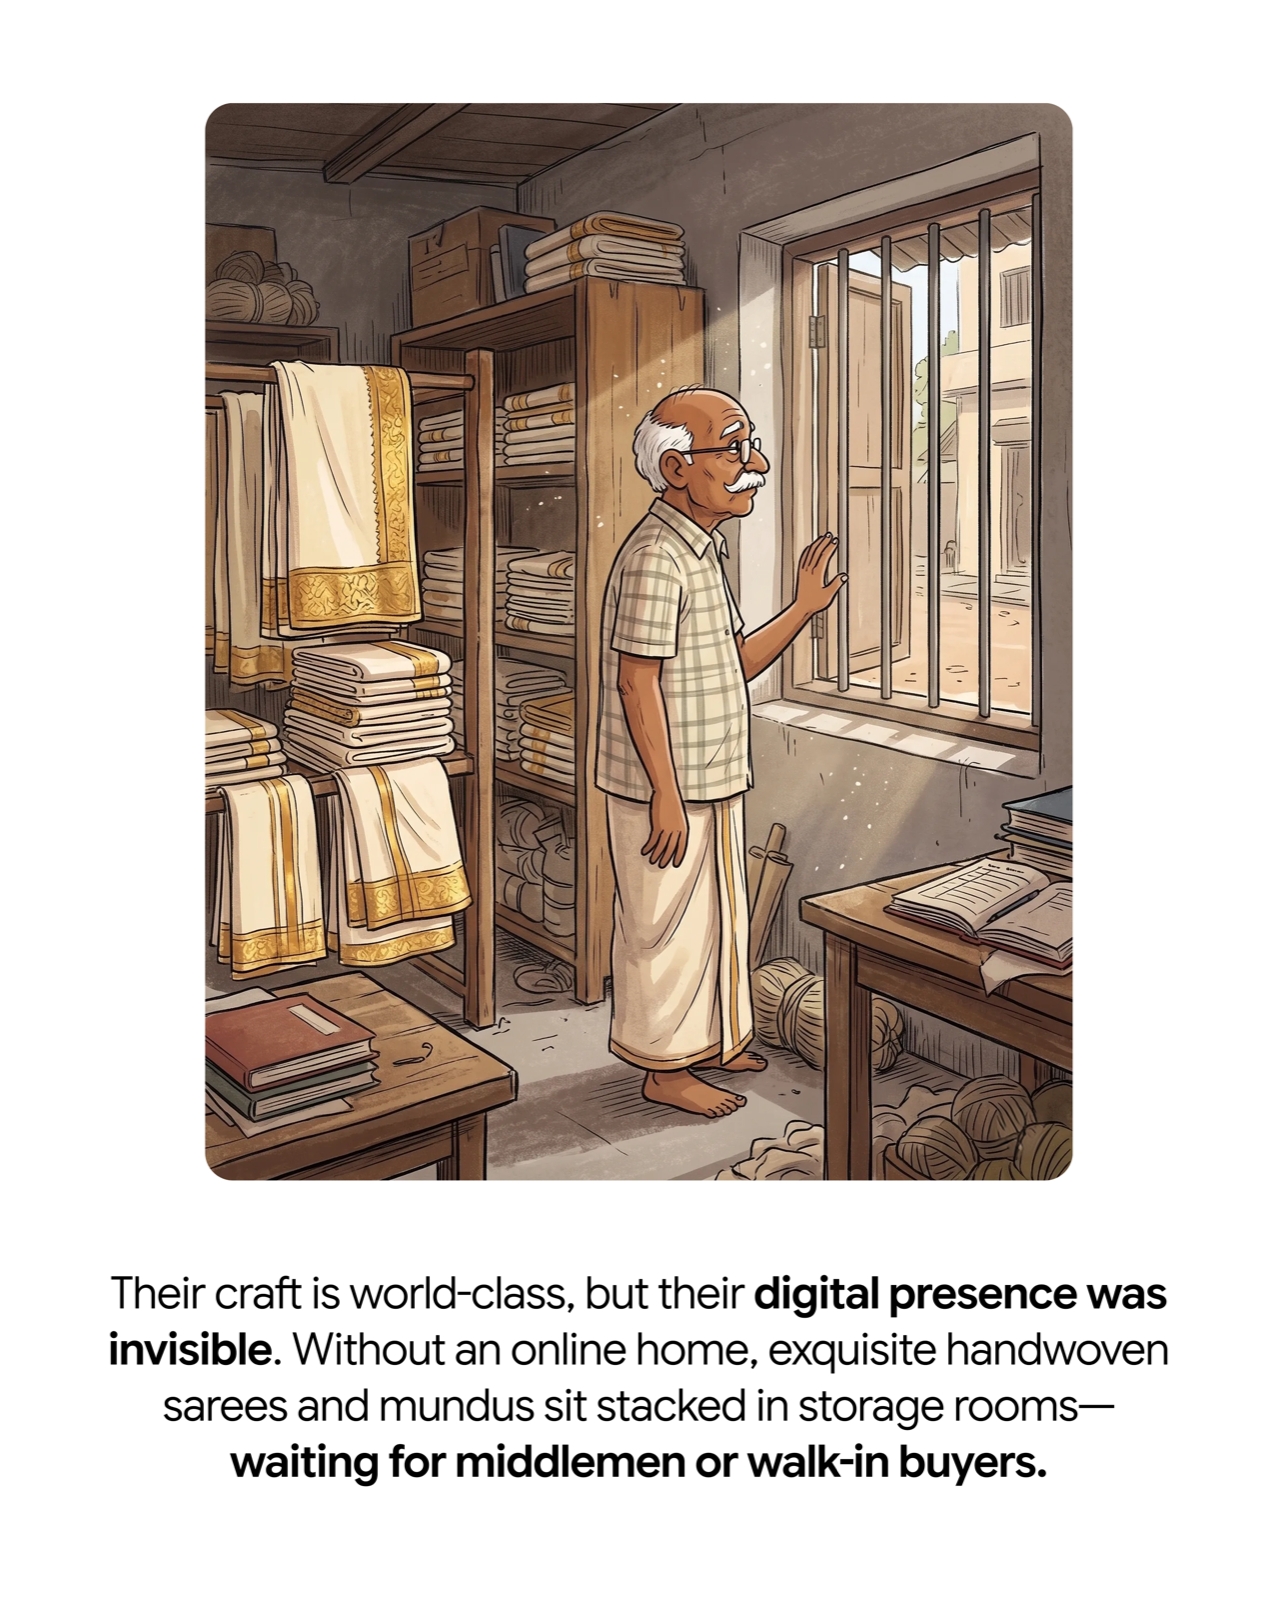 Their craft is world-class, but their digital presence was
invisible. Without an online home, exquisite handwoven
sarees and mundus sit stacked in storage rooms—
waiting for middlemen or walk-in buyers.